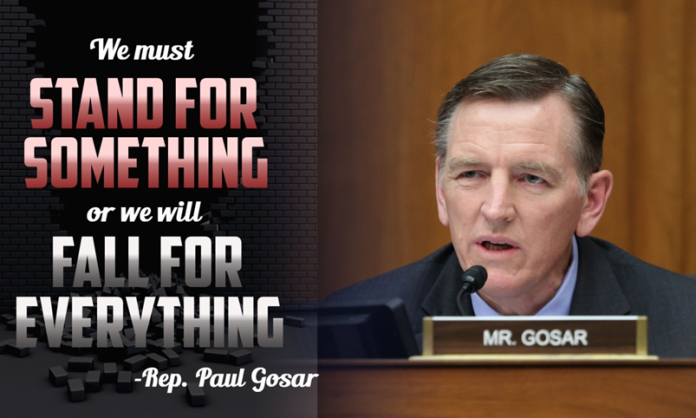 We must
STAND FOR
SOMETHING
or we will
FALL FOR
EVERYTHING
-Rep. Paul Gosar
MR. GOSAR